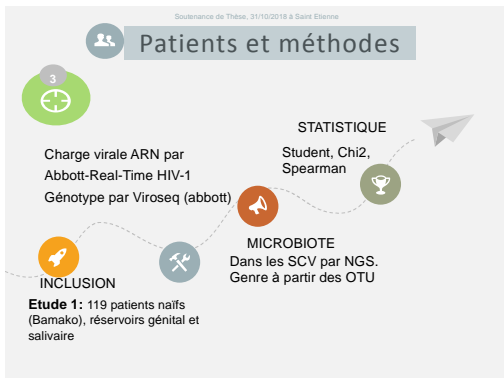 Soutenance de Thèse, 31/10/2018 à Saint Etienne
Patients et méthodes
3
STATISTIQUE
Student, Chi2,
Spearman
Charge virale ARN par
Abbott-Real-Time HIV-1
Génotype par Viroseq (abbott)
MICROBIOTE
Dans les SCV par NGS.
Genre à partir des OTU
INCLUSION
Etude 1: 119 patients naïfs
(Bamako), réservoirs génital et
salivaire